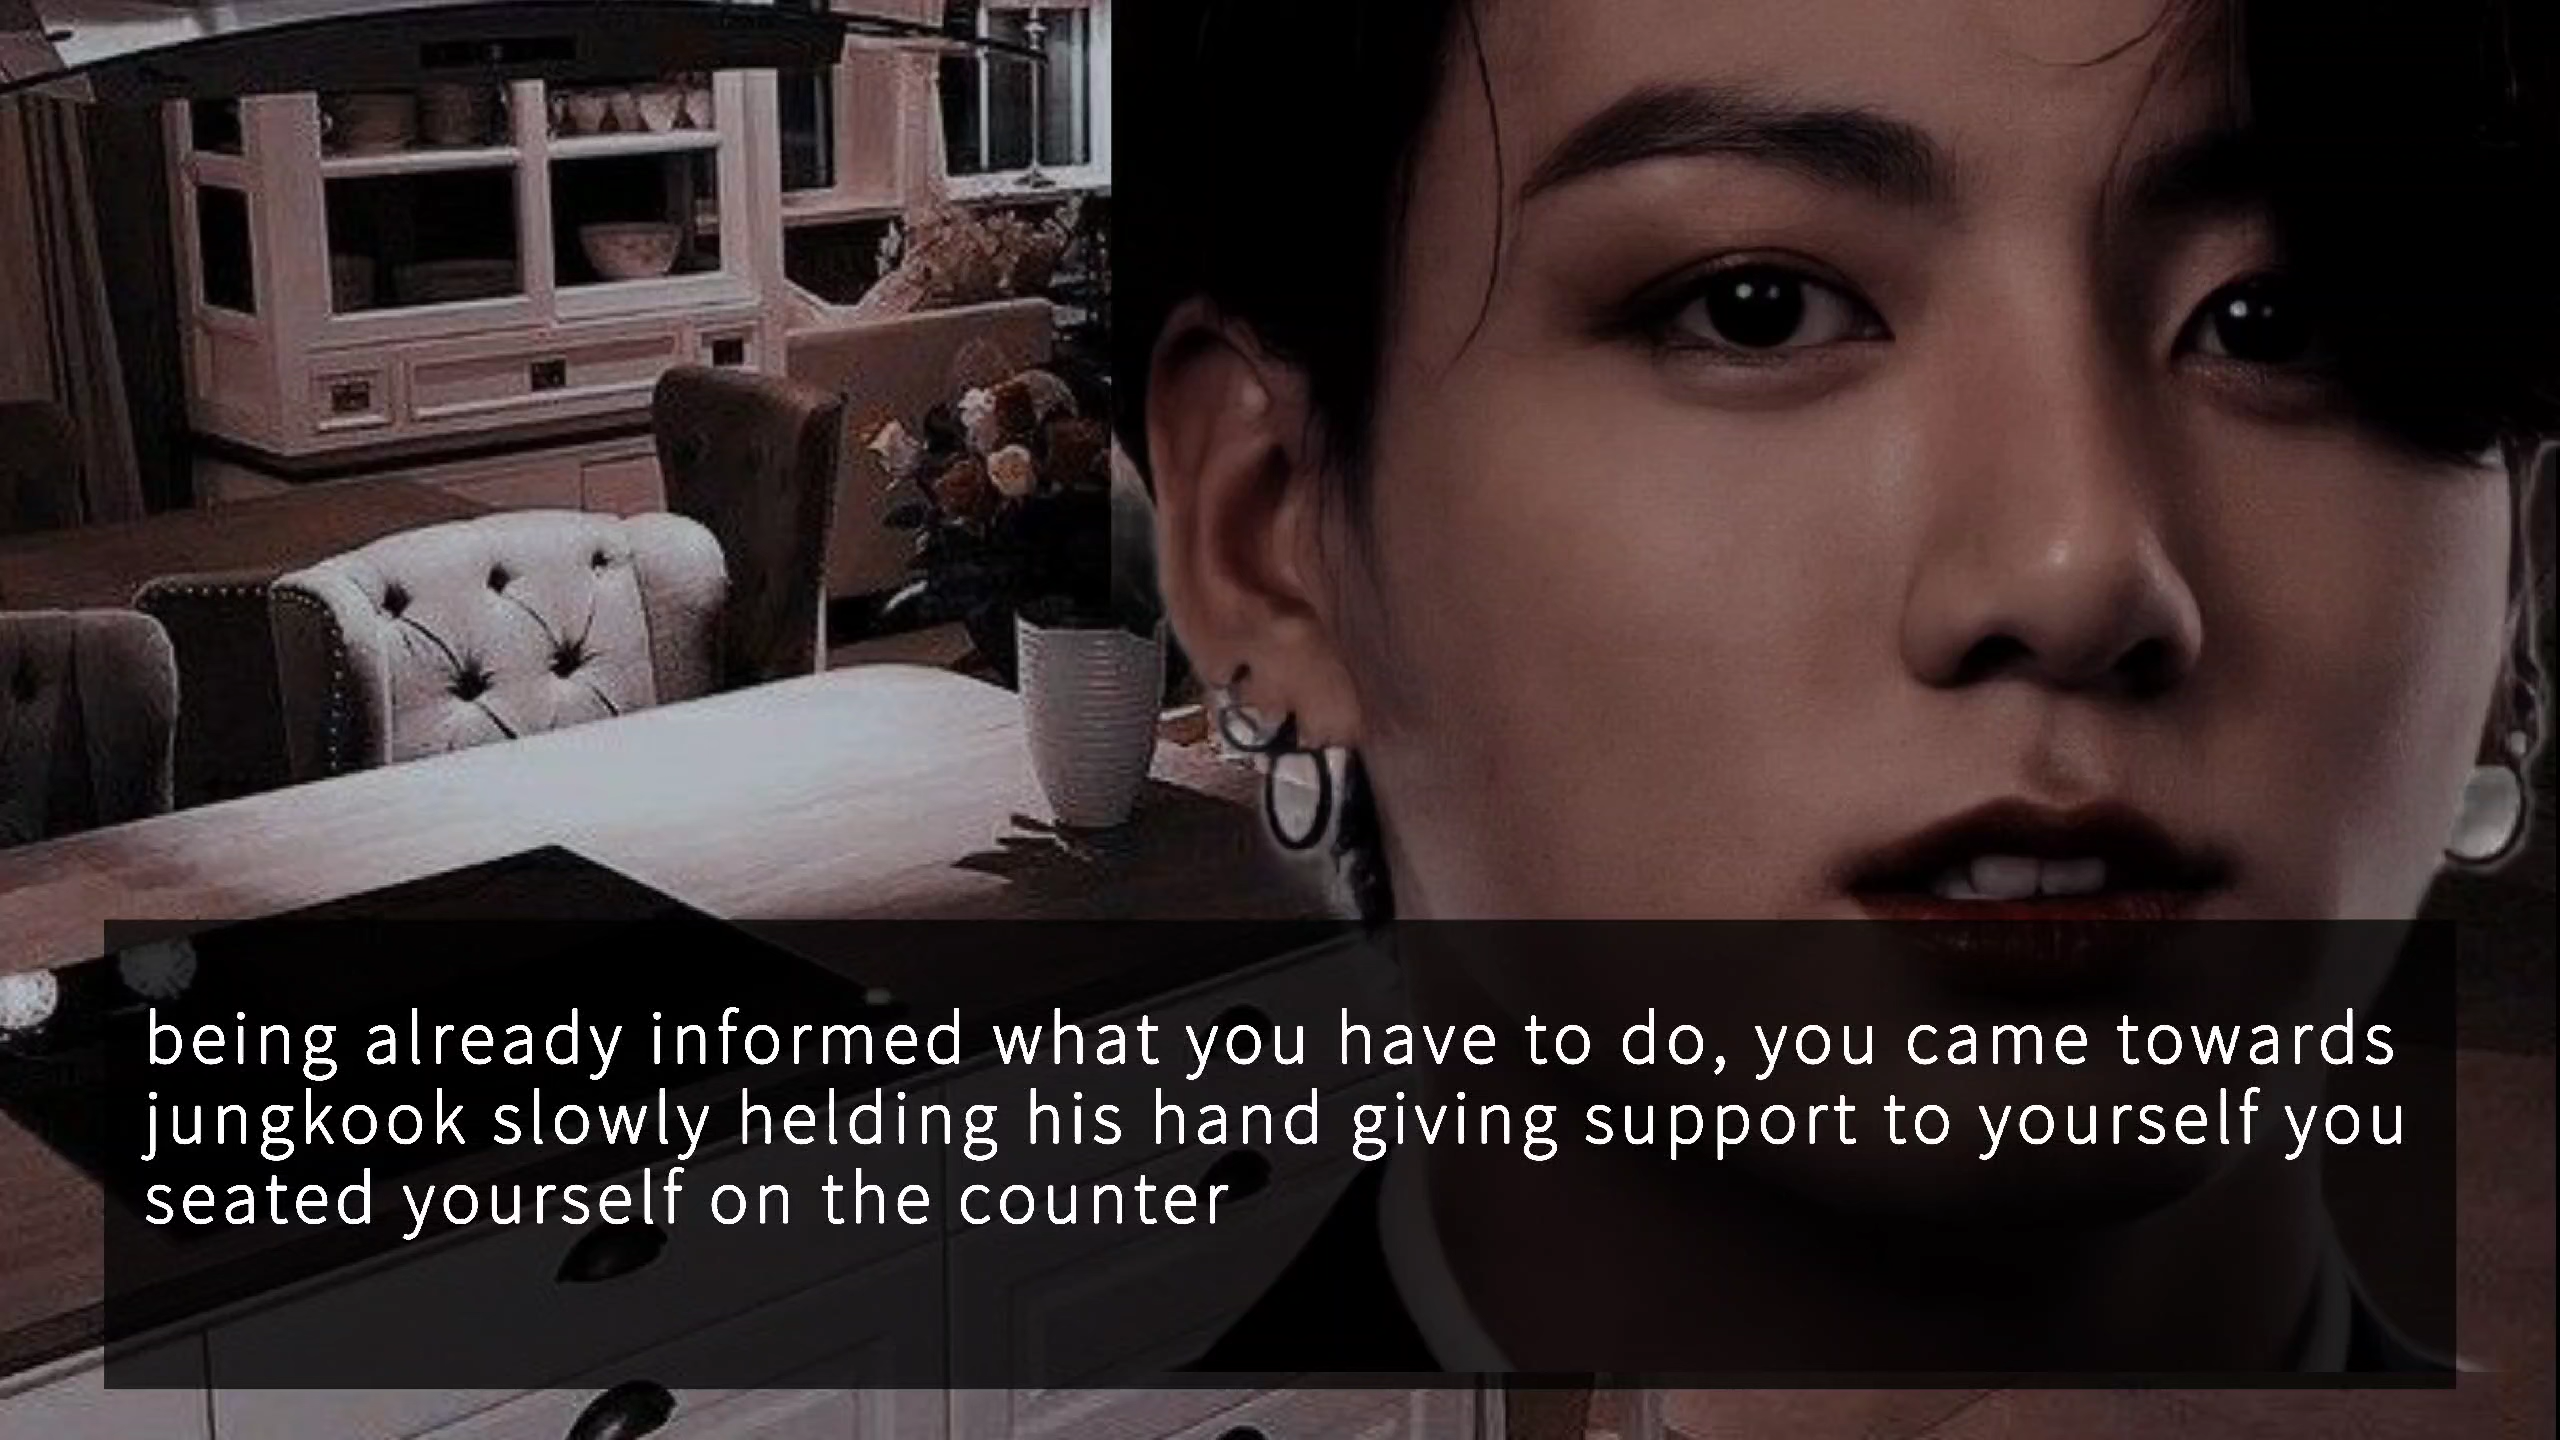 being already informed what you have to do, you came towards
jungkook slowly helding his hand giving support to yourself you
seated yourself on the counter